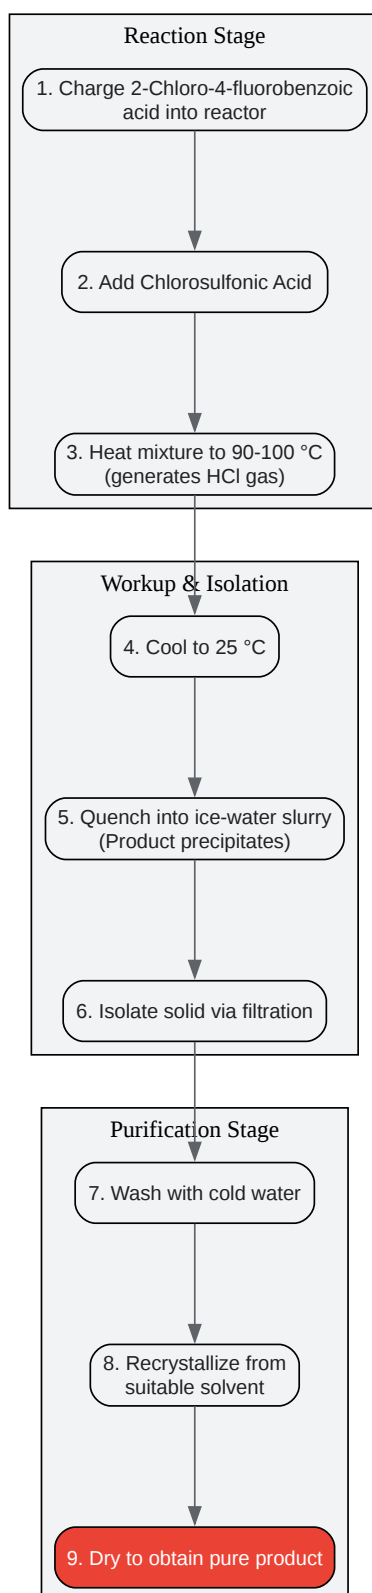 Reaction Stage
1. Charge 2-Chloro-4-fluorobenzoic
acid into reactor
2. Add Chlorosulfonic Acid
3. Heat mixture to 90-100 °C
(generates HCl gas)
Workup & Isolation
4. Cool to 25 °C
5. Quench into ice-water slurry
(Product precipitates)
6. Isolate solid via filtration
Purification Stage
7. Wash with cold water
8. Recrystallize from
suitable solvent
9. Dry to obtain pure product